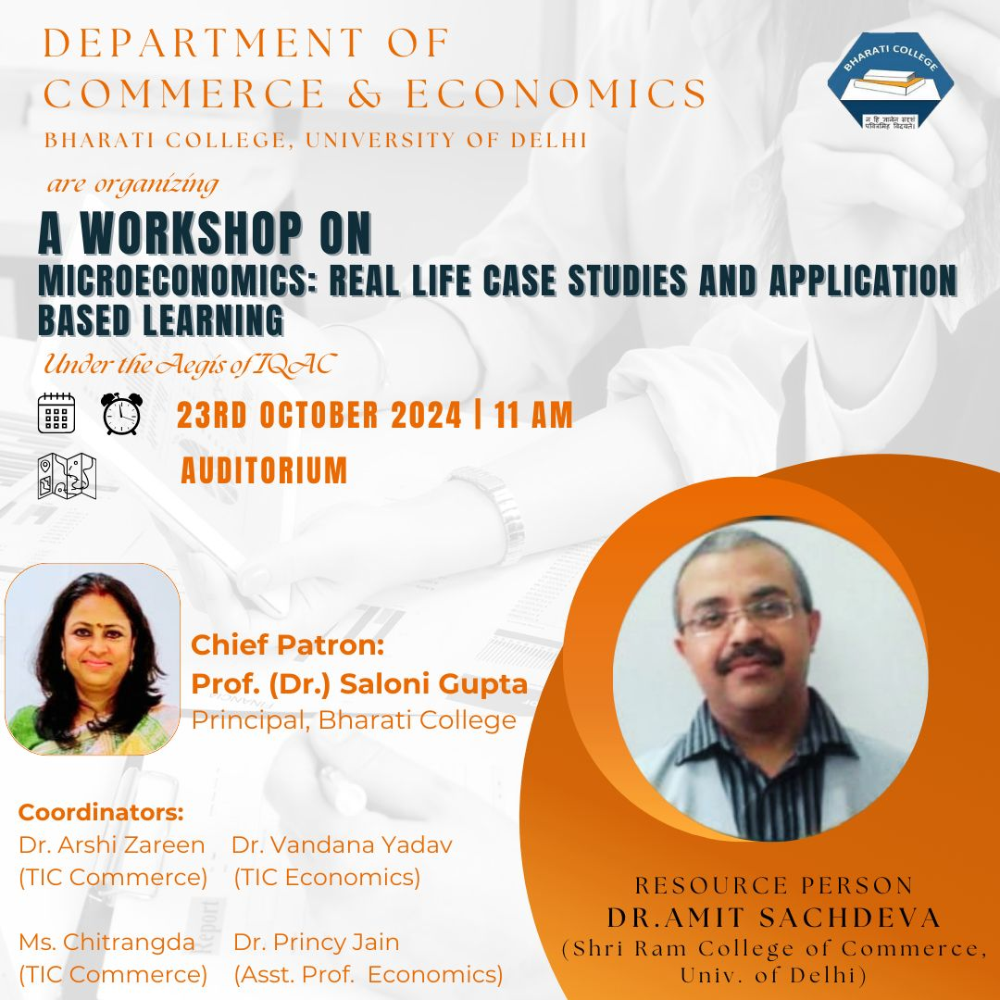 DEPARTMENT OF
COMMERCE & ECONOMICS
BHARATI COLLEGE, UNIVERSITY OF DELHI
BHARATI COLLEGE
न हि ज्ञानेन सदृशं
पवित्रमिह विद्यते।
are organizing
A WORKSHOP ON
MICROECONOMICS: REAL LIFE CASE STUDIES AND APPLICATION
BASED LEARNING
Under the Aegis of IQAC
23RD OCTOBER 2024 | 11 AM
AUDITORIUM
Chief Patron:
Prof. (Dr.) Saloni Gupta
Principal, Bharati College
Coordinators:
Dr. Arshi Zareen Dr. Vandana Yadav
(TIC Commerce) (TIC Economics)
Ms. Chitrangda Dr. Princy Jain
(TIC Commerce) (Asst. Prof. Economics)
Report
RESOURCE PERSON
DR.AMIT SACHDEVA
(Shri Ram College of Commerce,
Univ. of Delhi)